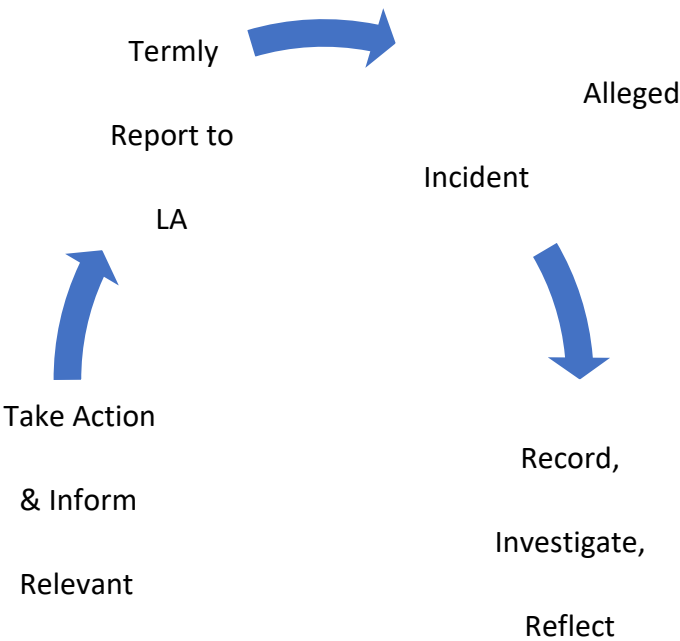 Termly
Report to
LA
Alleged
Incident
Record,
Investigate,
Reflect
Take Action
& Inform
Relevant